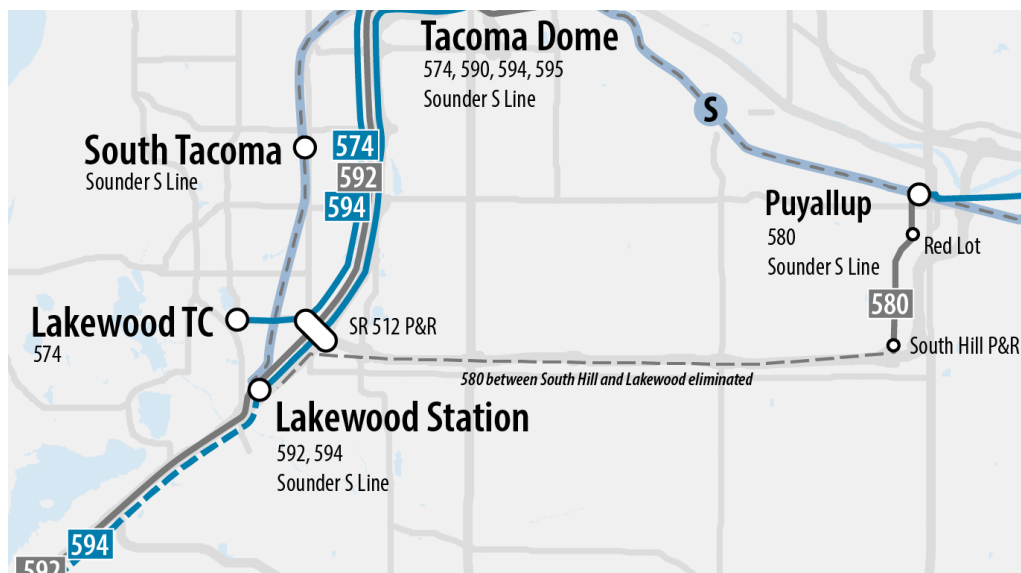 Tacoma Dome
574, 590, 594, 595
Sounder S Line
S
South Tacoma
Sounder S Line
574
592
594
Puyallup
580
Sounder S Line
Red Lot
580
South Hill P&R
Lakewood TC
574
SR 512 P&R
580 between South Hill and Lakewood eliminated
Lakewood Station
592, 594
Sounder S Line
594
592